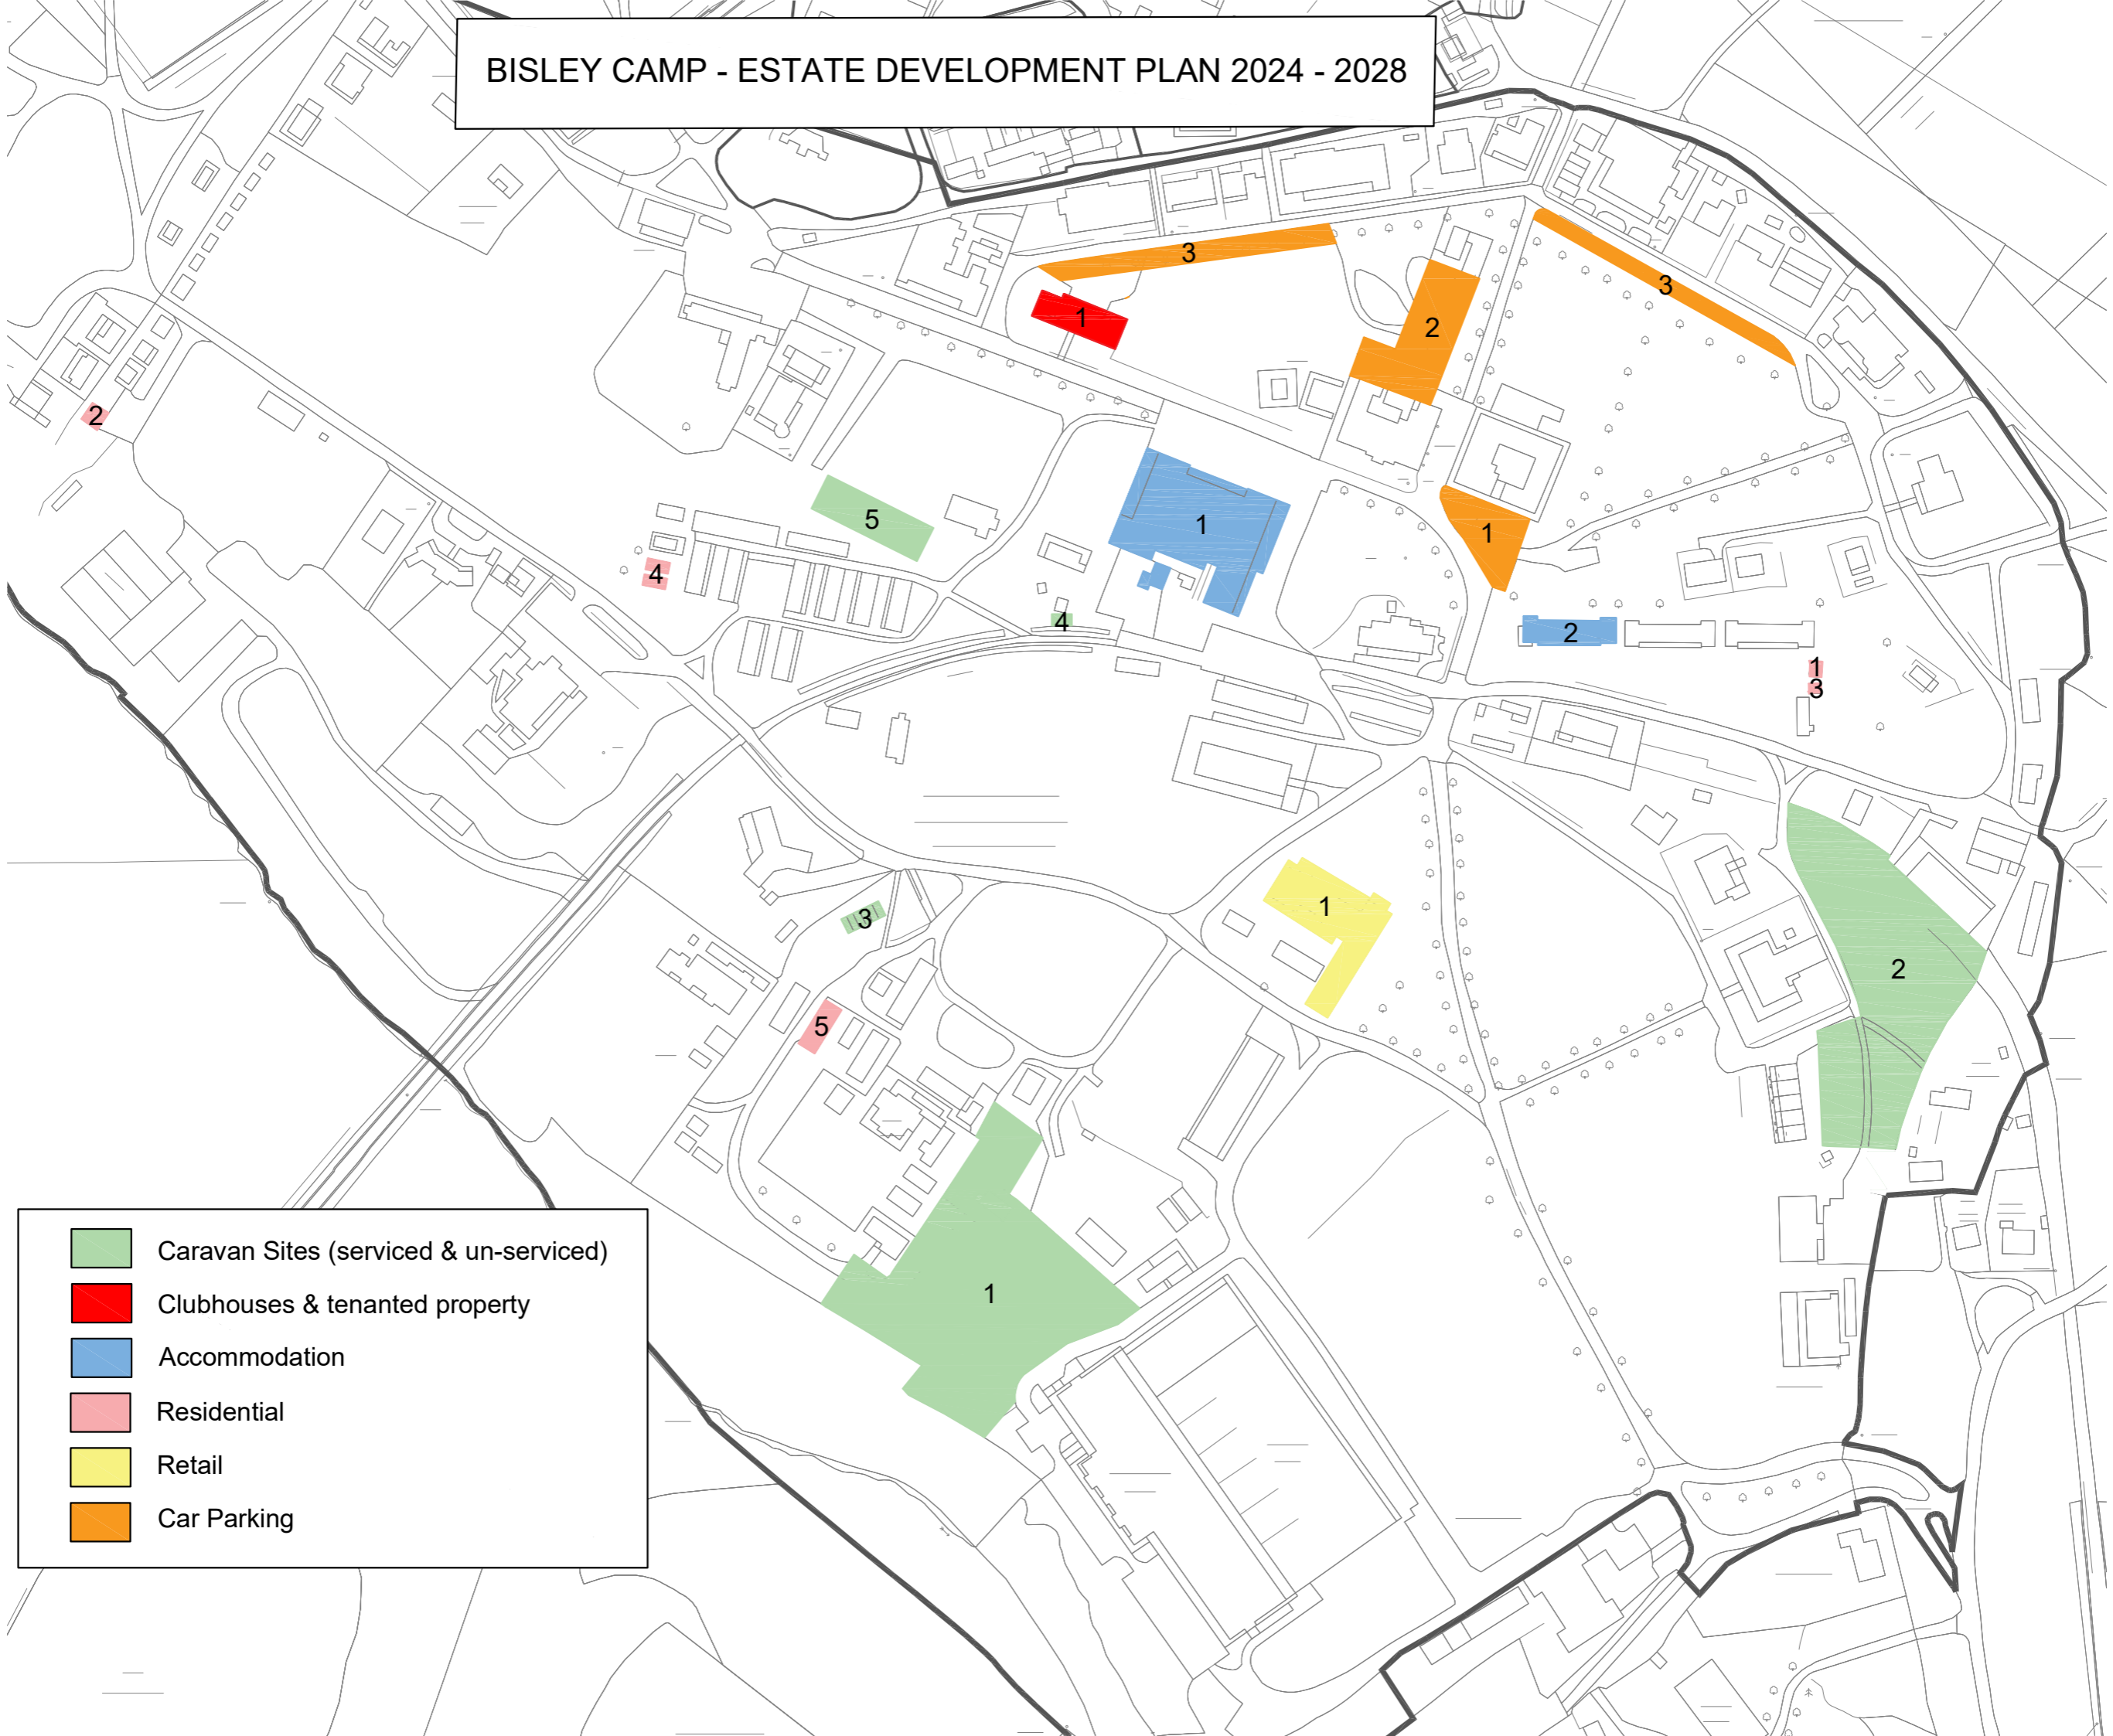 BISLEY CAMP - ESTATE DEVELOPMENT PLAN 2024 - 2028
3
3
1
2
2
5
1
1
4
4
2
1
3
1
3
2
5
1
Caravan Sites (serviced & un-serviced)
Clubhouses & tenanted property
Accommodation
Residential
Retail
Car Parking